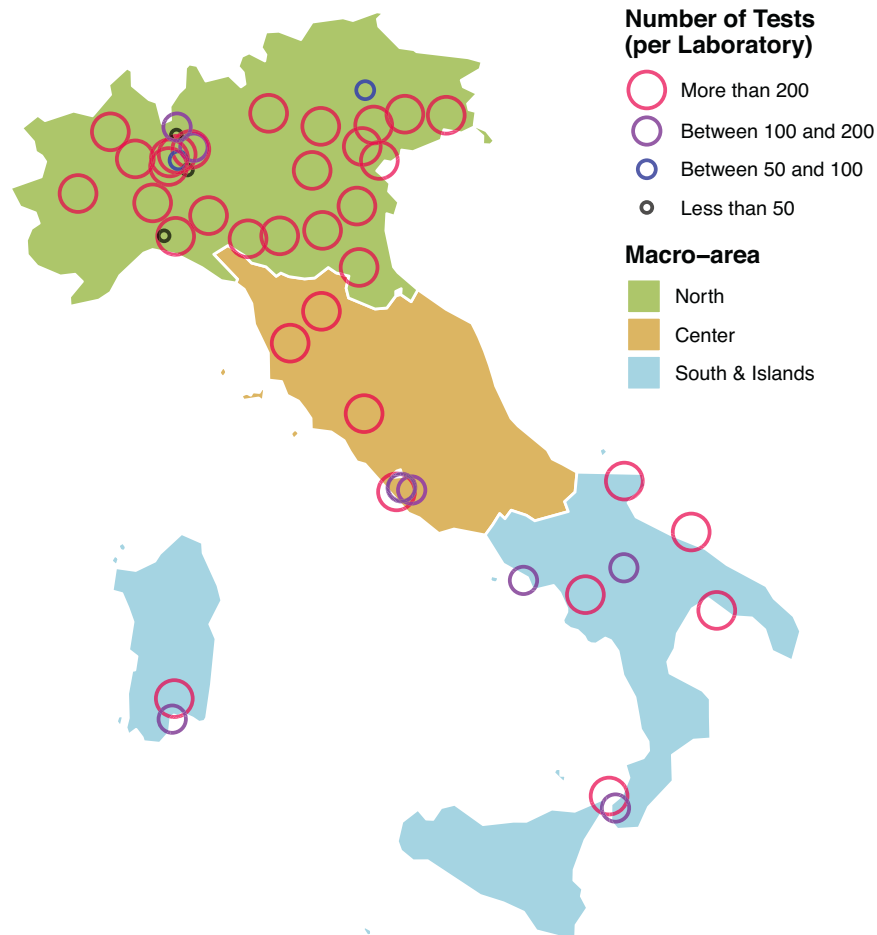 Number of Tests
(per Laboratory)
More than 200
Between 100 and 200
Between 50 and 100
Less than 50
Macro−area
North
Center
South & Islands